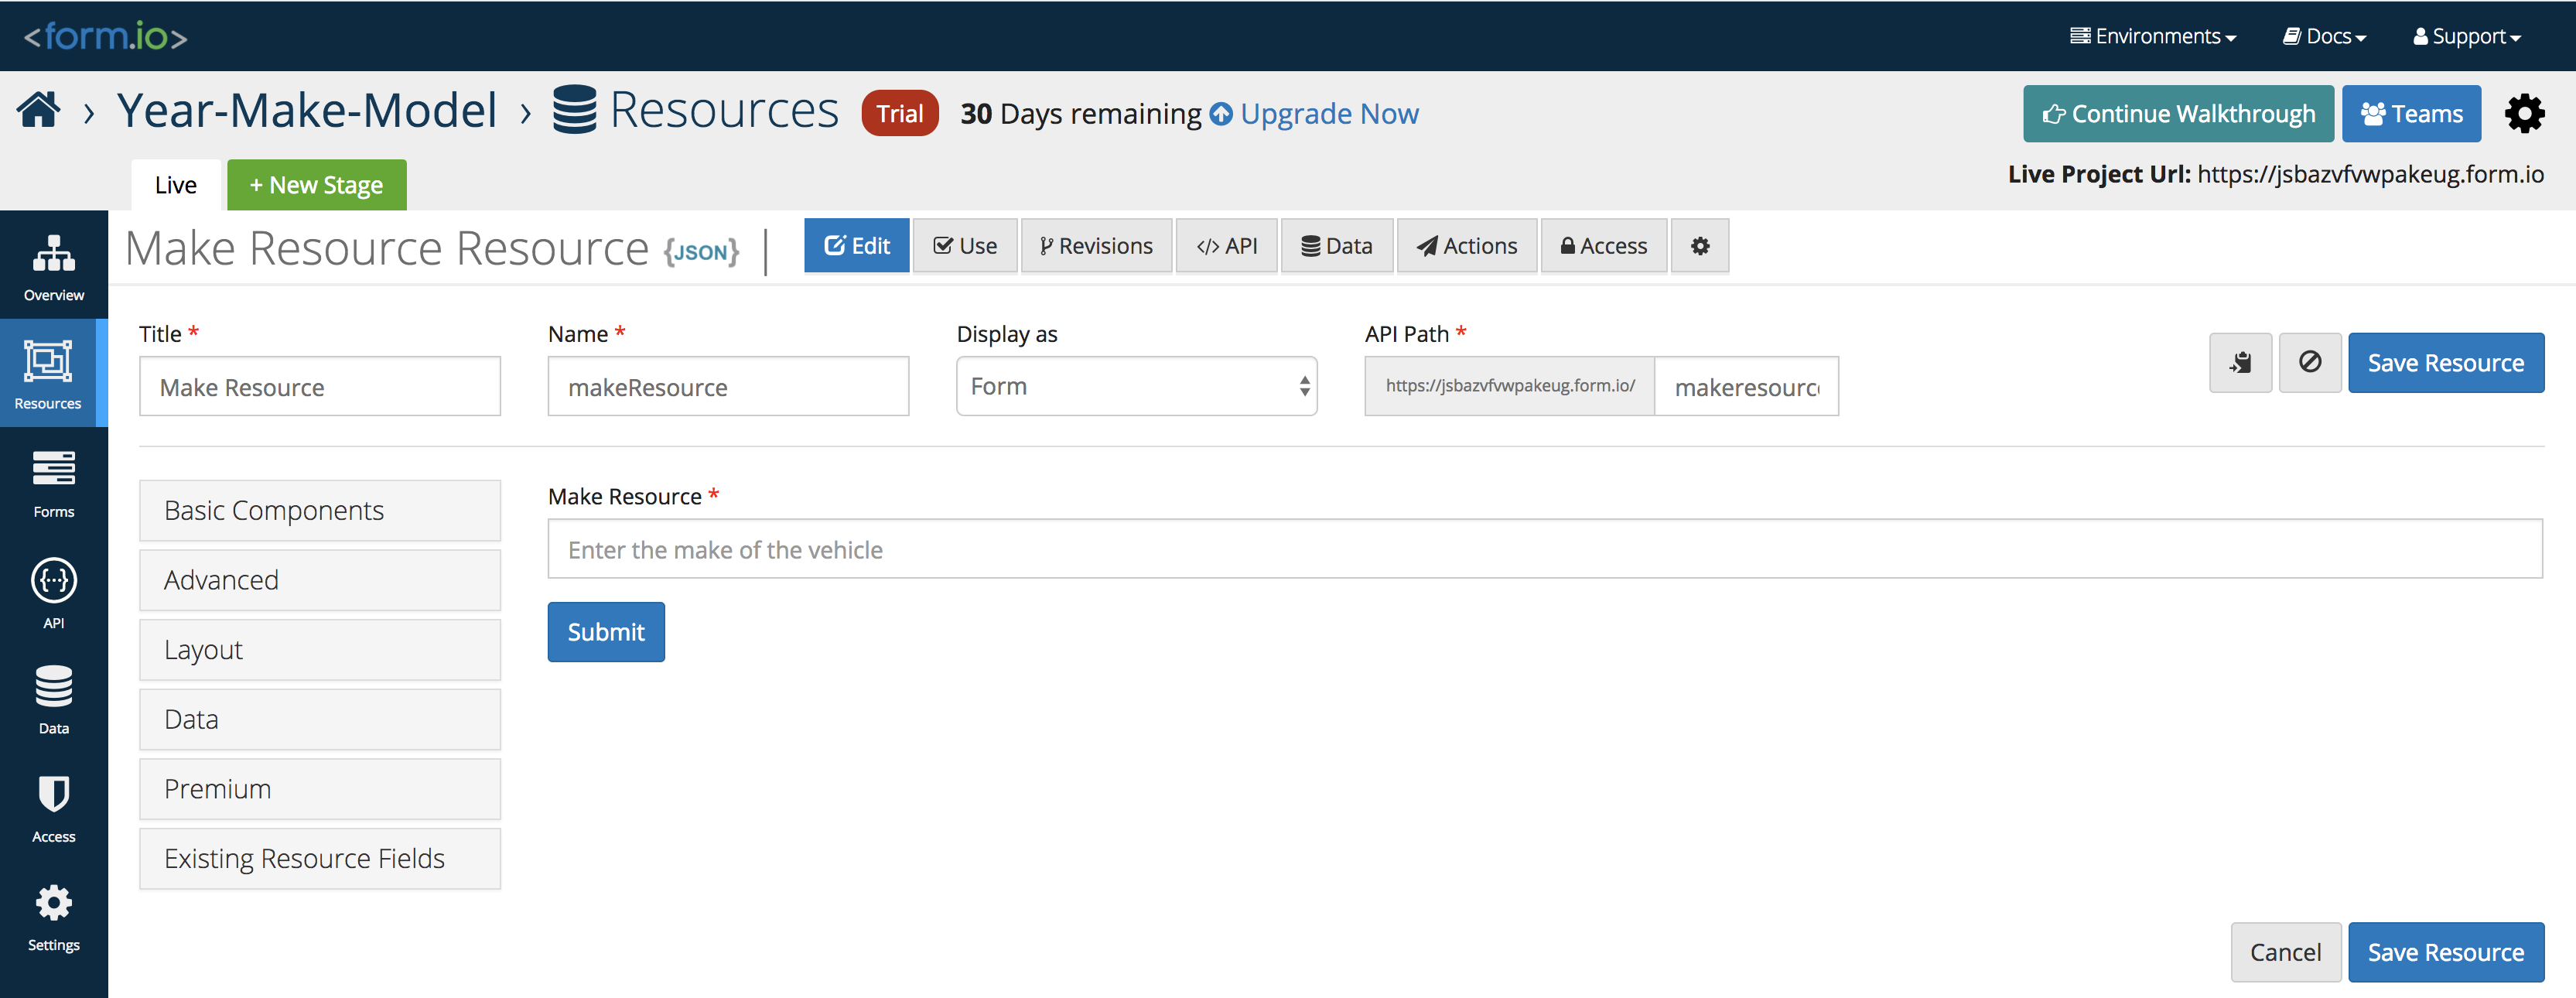 <form.io>
Environments Docs Support
Year-Make-Model › Resources Trial 30 Days remaining Upgrade Now
Continue Walkthrough Teams
Live + New Stage
Live Project Url: https://jsbazvfvwpakeug.form.io
Make Resource Resource {JSON} |
Edit Use Revisions </> API Data Actions Access
Overview
Resources
Forms
API
Data
Access
Settings
Title * Name * Display as API Path *
Make Resource makeResource Form https://jsbazvfvwpakeug.form.io/ makeresourc
Save Resource
Basic Components
Advanced
Layout
Data
Premium
Existing Resource Fields
Make Resource *
Enter the make of the vehicle
Submit
Cancel Save Resource